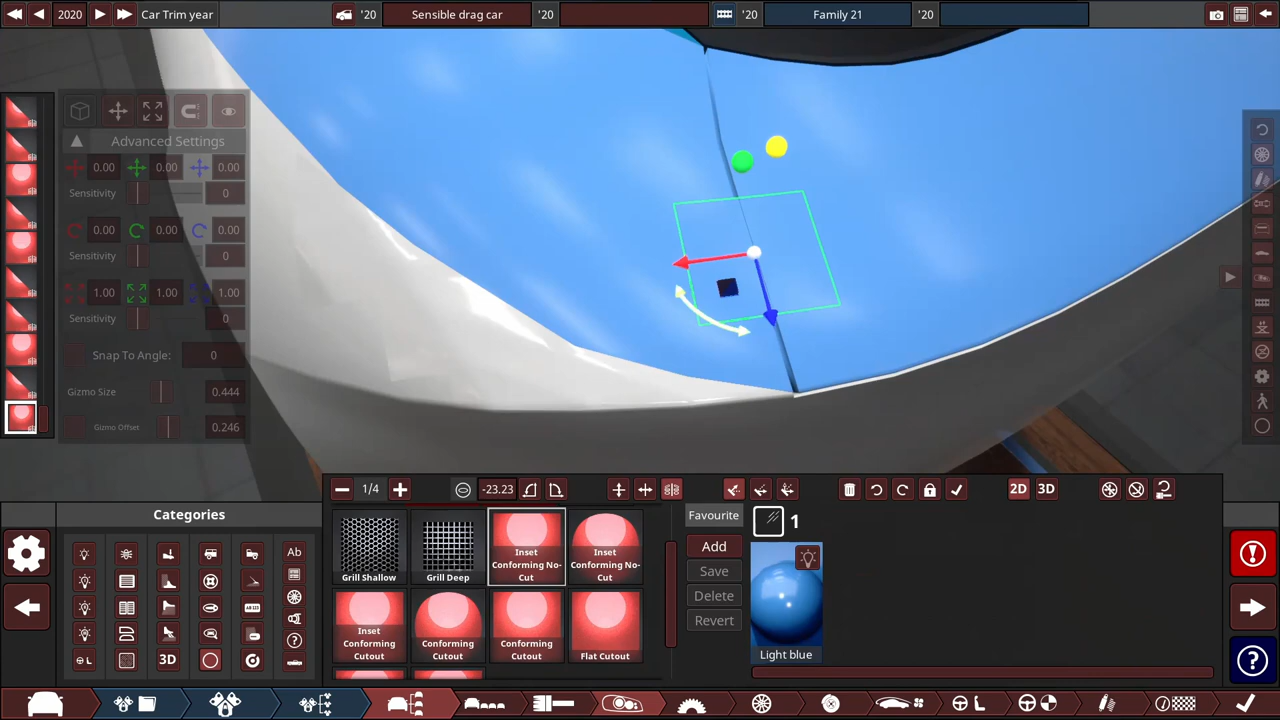 2020 Car Trim year '20 Sensible drag car '20 '20 Family 21 '20
Advanced Settings
0.00 0.00 0.00
Sensitivity 0
0.00 0.00 0.00
Sensitivity 0
1.00 1.00 1.00
Sensitivity 0
Snap To Angle: 0
Gizmo Size 0.444
Gizmo Offset 0.246
1/4 -23.23 2D 3D
Categories
Ab
3D
L
Grill Shallow
Grill Deep
Inset
Conforming No-
Cut
Inset
Conforming No-
Cut
Inset
Conforming
Cutout
Conforming
Cutout
Conforming
Cutout
Flat Cutout
Favourite
Add
Save
Delete
Revert
1
Light blue